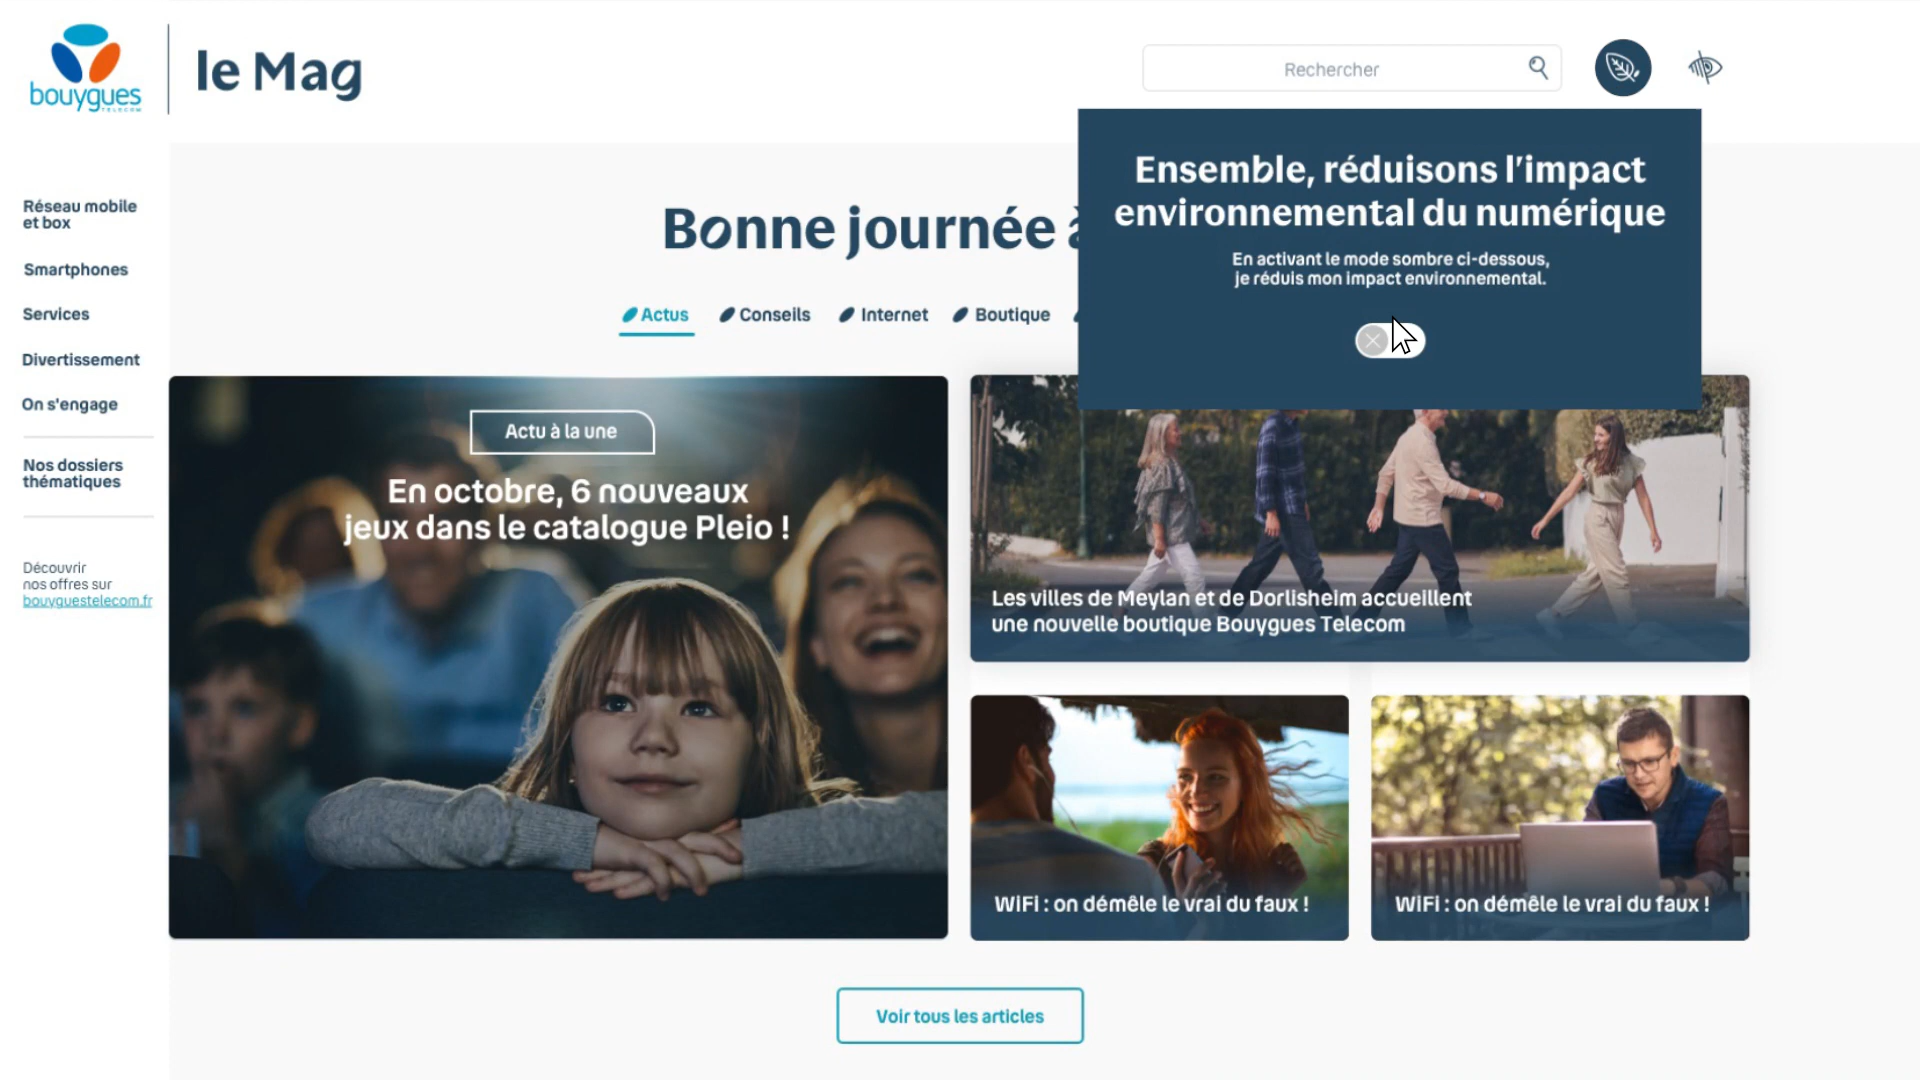 bouygues
TELECOM
le Mag
Rechercher
Ensemble, réduisons l'impact
environnemental du numérique
En activant le mode sombre ci-dessous,
je réduis mon impact environnemental.
Réseau mobile
et box
Smartphones
Services
Divertissement
On s'engage
Nos dossiers
thématiques
Découvrir
nos offres sur
bouyguestelecom.fr
Bonne journée à
Actus
Conseils
Internet
Boutique
Actu à la une
En octobre, 6 nouveaux
jeux dans le catalogue Pleio !
Les villes de Meylan et de Dorlisheim accueillent
une nouvelle boutique Bouygues Telecom
WiFi : on démêle le vrai du faux !
WiFi : on démêle le vrai du faux !
Voir tous les articles